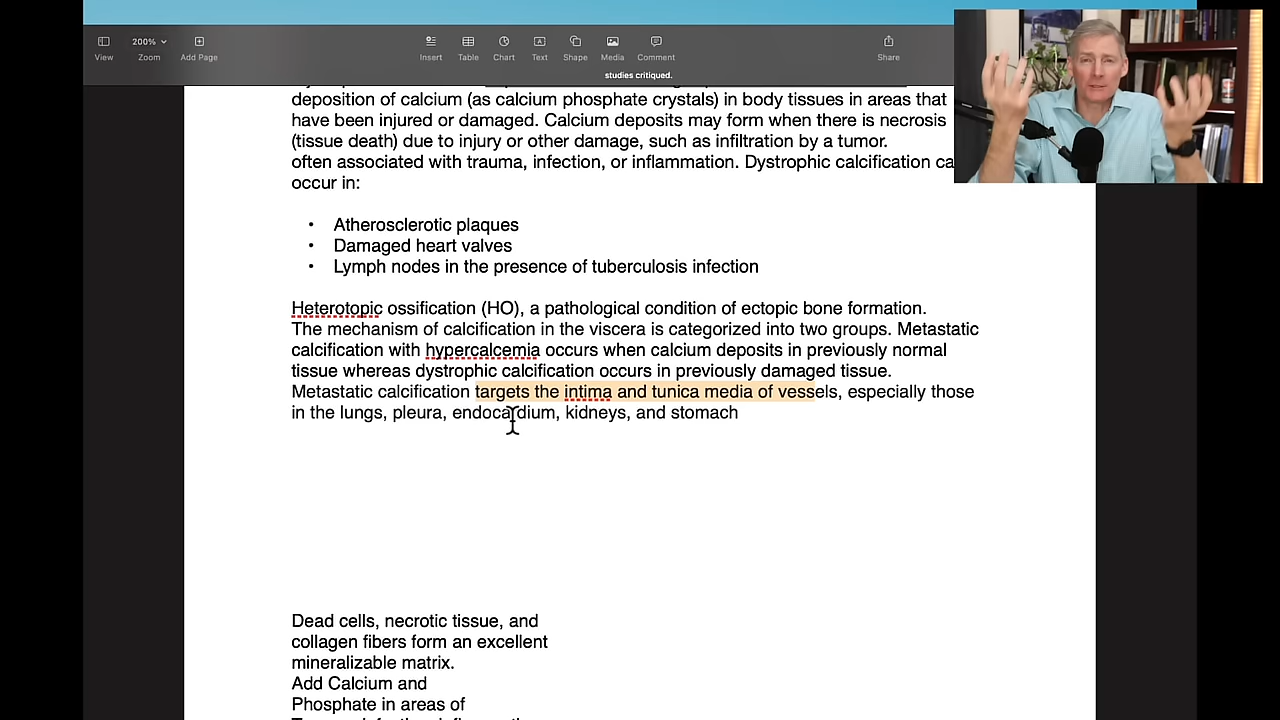 View
200%
Zoom
Add Page
Insert
Table
Chart
Text
Shape
Media
Comment
Share
studies critiqued.
deposition of calcium (as calcium phosphate crystals) in body tissues in areas that
have been injured or damaged. Calcium deposits may form when there is necrosis
(tissue death) due to injury or other damage, such as infiltration by a tumor.
often associated with trauma, infection, or inflammation. Dystrophic calcification
occur in:
• Atherosclerotic plaques
• Damaged heart valves
• Lymph nodes in the presence of tuberculosis infection
Heterotopic ossification (HO), a pathological condition of ectopic bone formation.
The mechanism of calcification in the viscera is categorized into two groups. Metastatic
calcification with hypercalcemia occurs when calcium deposits in previously normal
tissue whereas dystrophic calcification occurs in previously damaged tissue.
Metastatic calcification targets the intima and tunica media of vessels, especially those
in the lungs, pleura, endocardium, kidneys, and stomach
Dead cells, necrotic tissue, and
collagen fibers form an excellent
mineralizable matrix.
Add Calcium and
Phosphate in areas of